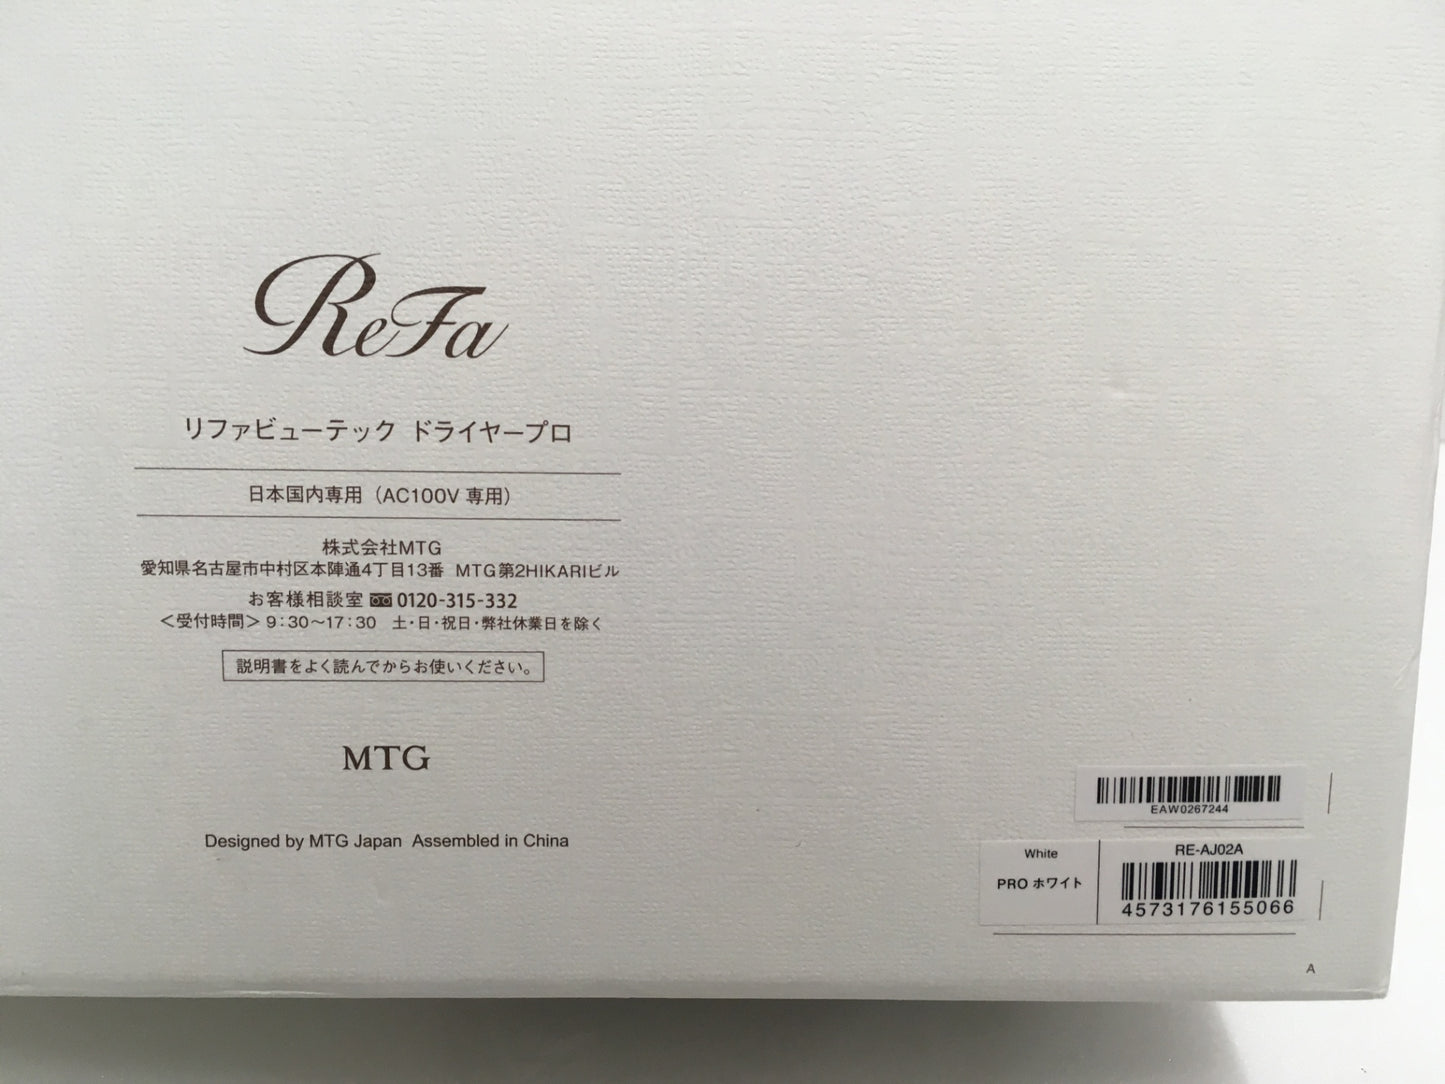 ReFa
リファビューテック ドライヤープロ
日本国内専用（AC100V 専用）
株式会社MTG
愛知県名古屋市中村区本陣通4丁目13番 MTG第2HIKARIビル
お客様相談室 0120-315-332
＜受付時間＞9：30～17：30 土・日・祝日・弊社休業日を除く
説明書をよく読んでからお使いください。
MTG
Designed by MTG Japan Assembled in China
EAW0267244
White
PRO ホワイト
RE-AJ02A
4573176155066
A